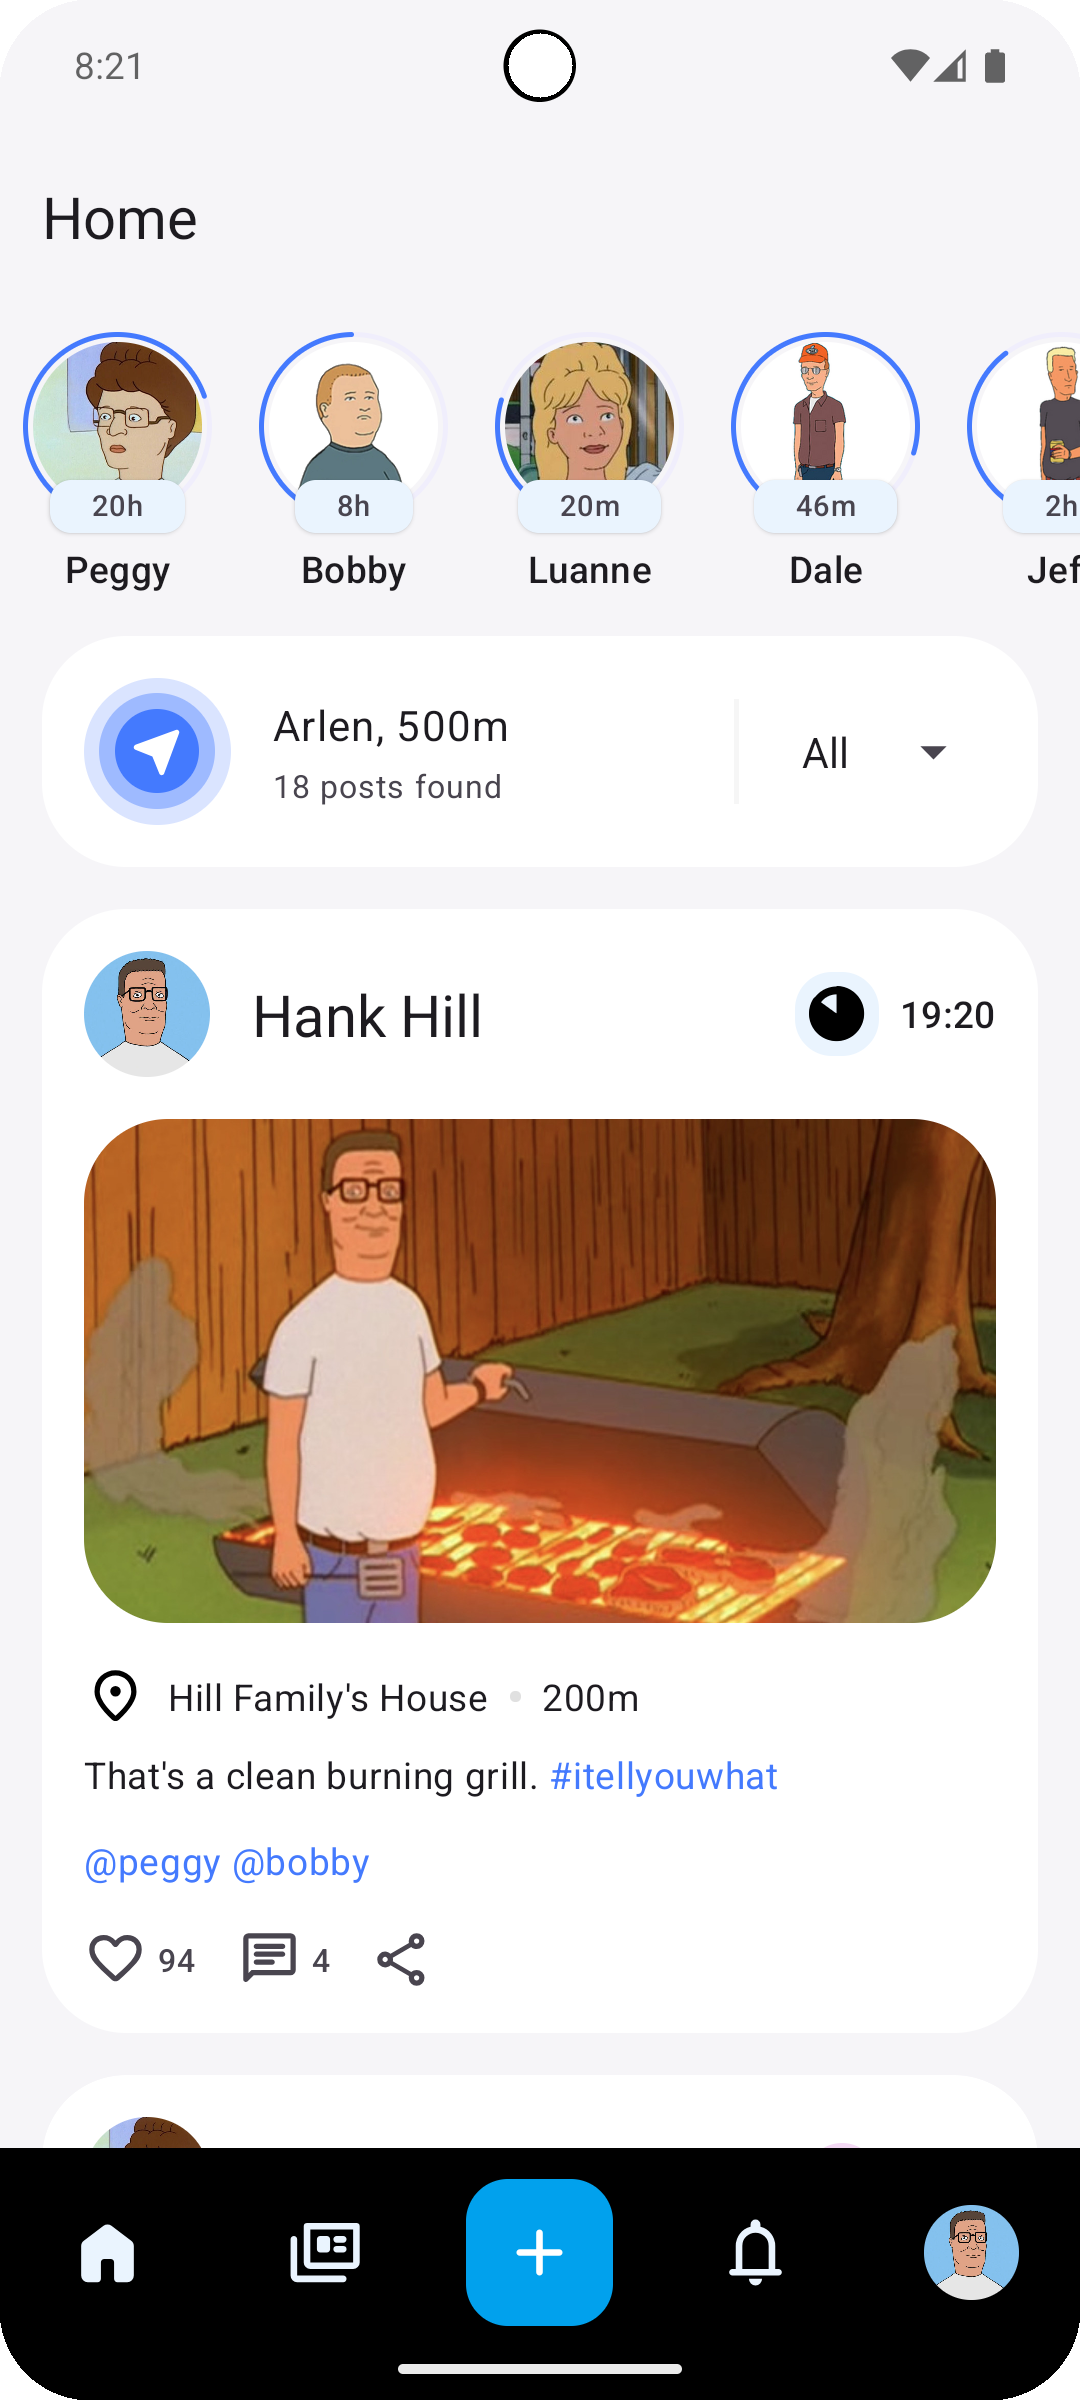 8:21
Home
20h
8h
20m
46m
2h
Peggy
Bobby
Luanne
Dale
Jef
Arlen, 500m
18 posts found
All
Hank Hill
19:20
Hill Family's House • 200m
That's a clean burning grill. #itellyouwhat
@peggy @bobby
94
4